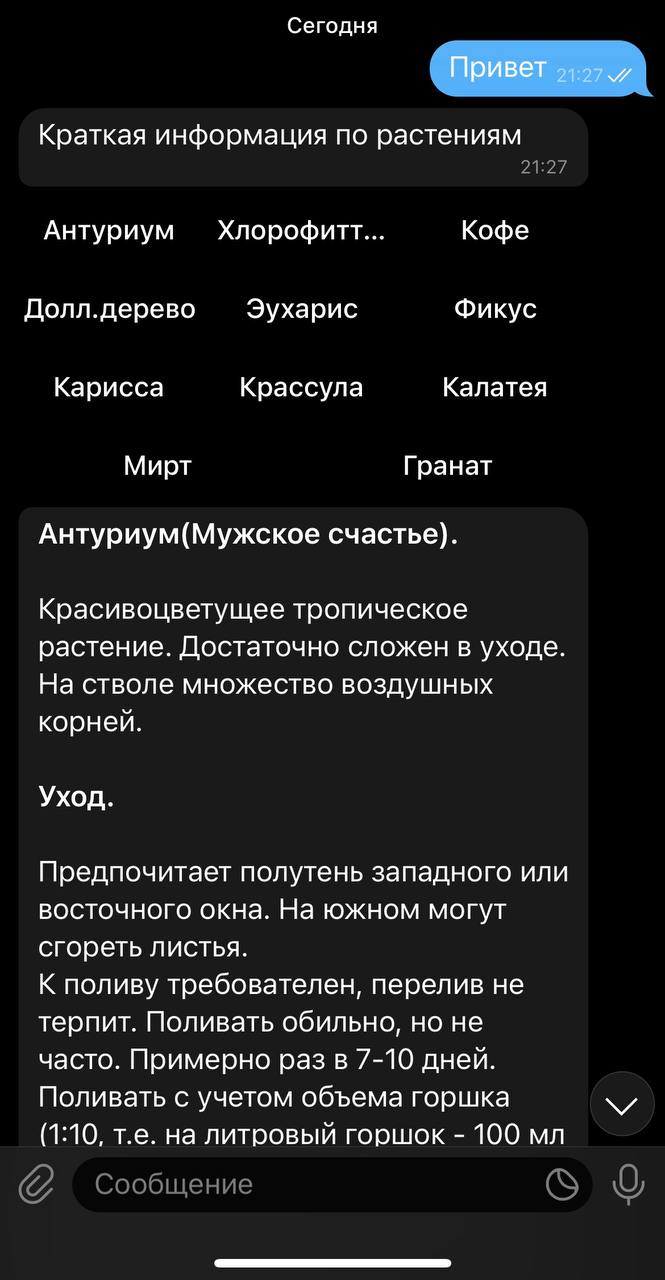 Сегодня
Привет 21:27
Краткая информация по растениям
21:27
Антуриум Хлорофитт... Кофе
Долл.дерево Эухарис Фикус
Карисса Крассула Калатея
Мирт Гранат
Антуриум(Мужское счастье).
Красивоцветущее тропическое
растение. Достаточно сложен в уходе.
На стволе множество воздушных
корней.
Уход.
Предпочитает полутень западного или
восточного окна. На южном могут
сгореть листья.
К поливу требователен, перелив не
терпит. Поливать обильно, но не
часто. Примерно раз в 7-10 дней.
Поливать с учетом объема горшка
(1:10, т.е. на литровый горшок - 100 мл
Сообщение